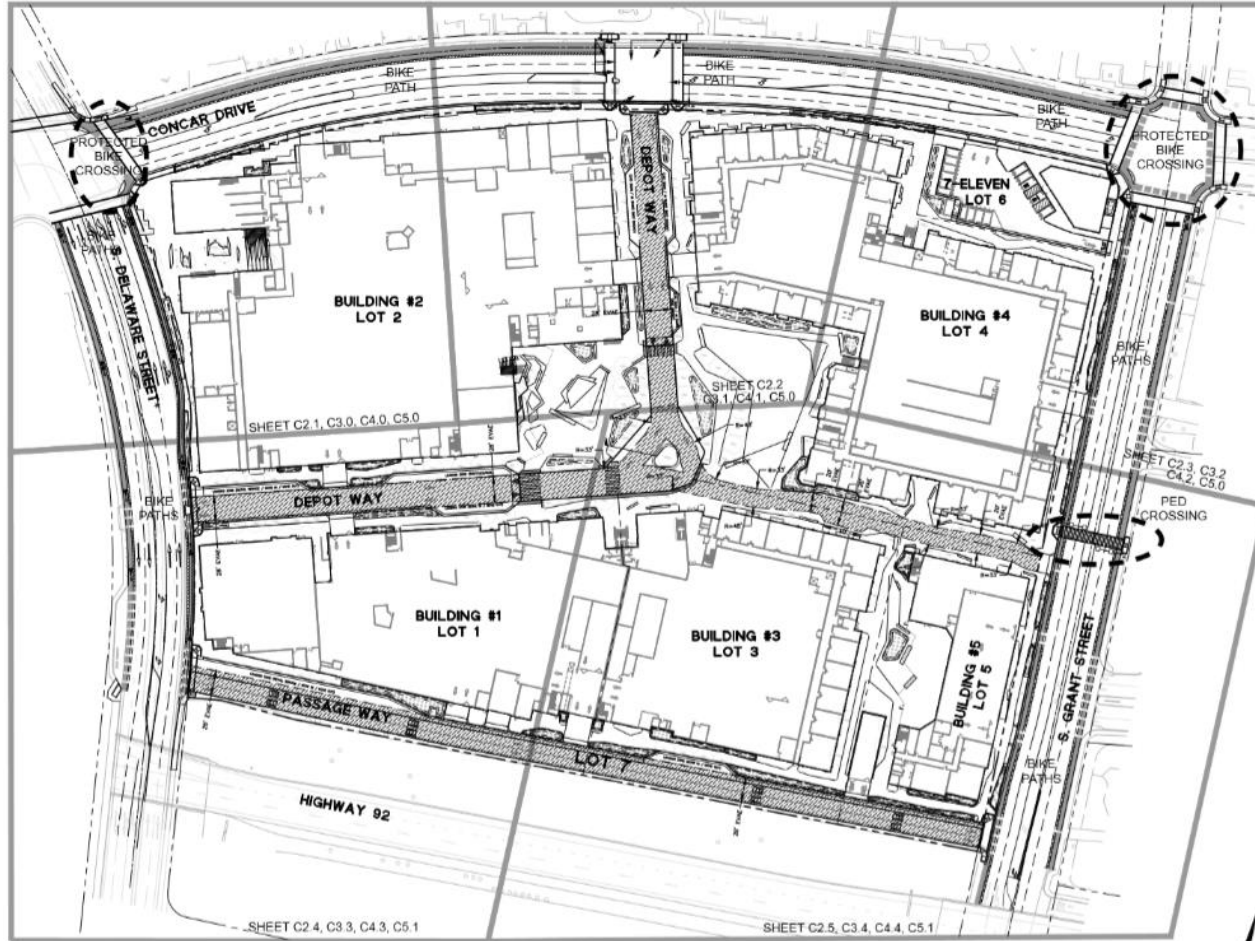 BIKE
PATH
BIKE
PATH
BIKE
PATH
CONCAR DRIVE
PROTECTED
BIKE
CROSSING
PROTECTED
BIKE
CROSSING
DEPOT WAY
7-ELEVEN
LOT 6
BIKE
PATHS
S. DELAWARE STREET
BUILDING #2
LOT 2
BUILDING #4
LOT 4
BIKE
PATHS
SHEET C2.2
C3.1, C4.1, C5.0
SHEET C2.1, C3.0, C4.0, C5.0
SHEET C2.3, C3.2
C4.2, C5.0
PED
CROSSING
BIKE
PATHS
DEPOT WAY
BUILDING #1
LOT 1
BUILDING #3
LOT 3
BUILDING #5
LOT 5
S. GRANT STREET
PASSAGE WAY
LOT 7
BIKE
PATHS
HIGHWAY 92
SHEET C2.4, C3.3, C4.3, C5.1
SHEET C2.5, C3.4, C4.4, C5.1